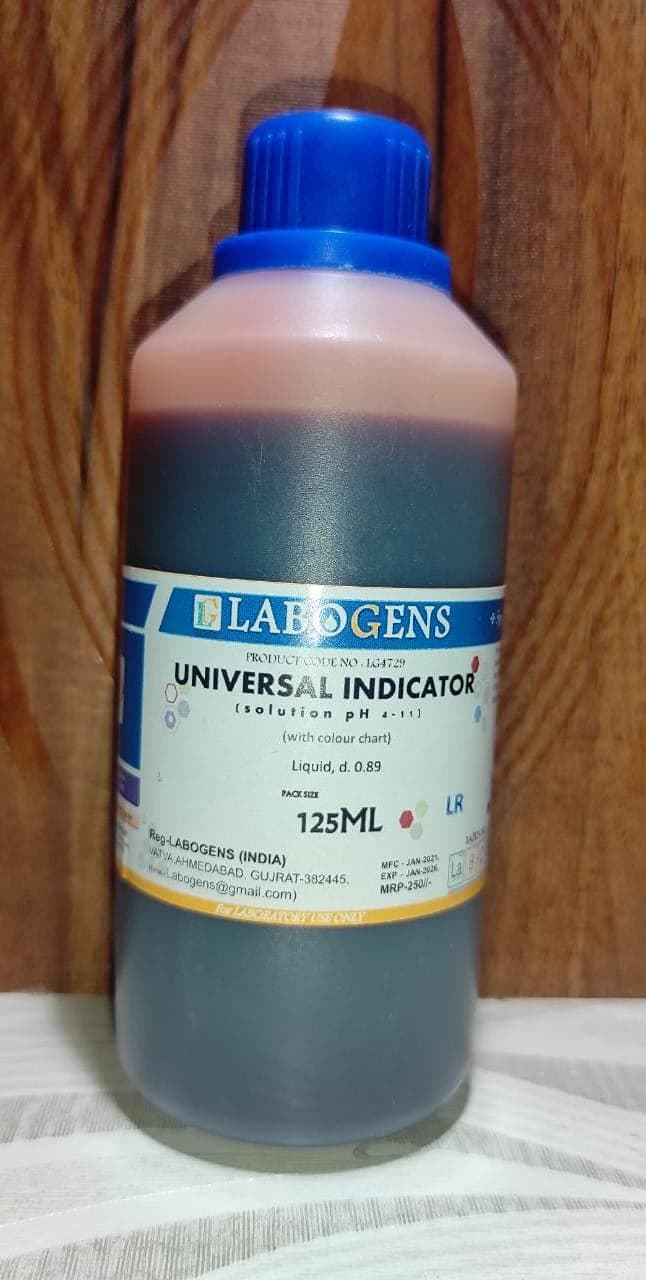 LABOGENS
PRODUCT CODE NO : LG4729
UNIVERSAL INDICATOR
(solution pH 4-11)
(with colour chart)
Liquid, d. 0.89
PACK SIZE
125ML
LR
Reg-LABOGENS (INDIA)
VATVA,AHMEDABAD, GUJRAT-382445.
Labogens@gmail.com)
MFC - JAN-2021.
EXP - JAN-2026.
MRP-250//-
La
For LABORATORY USE ONLY